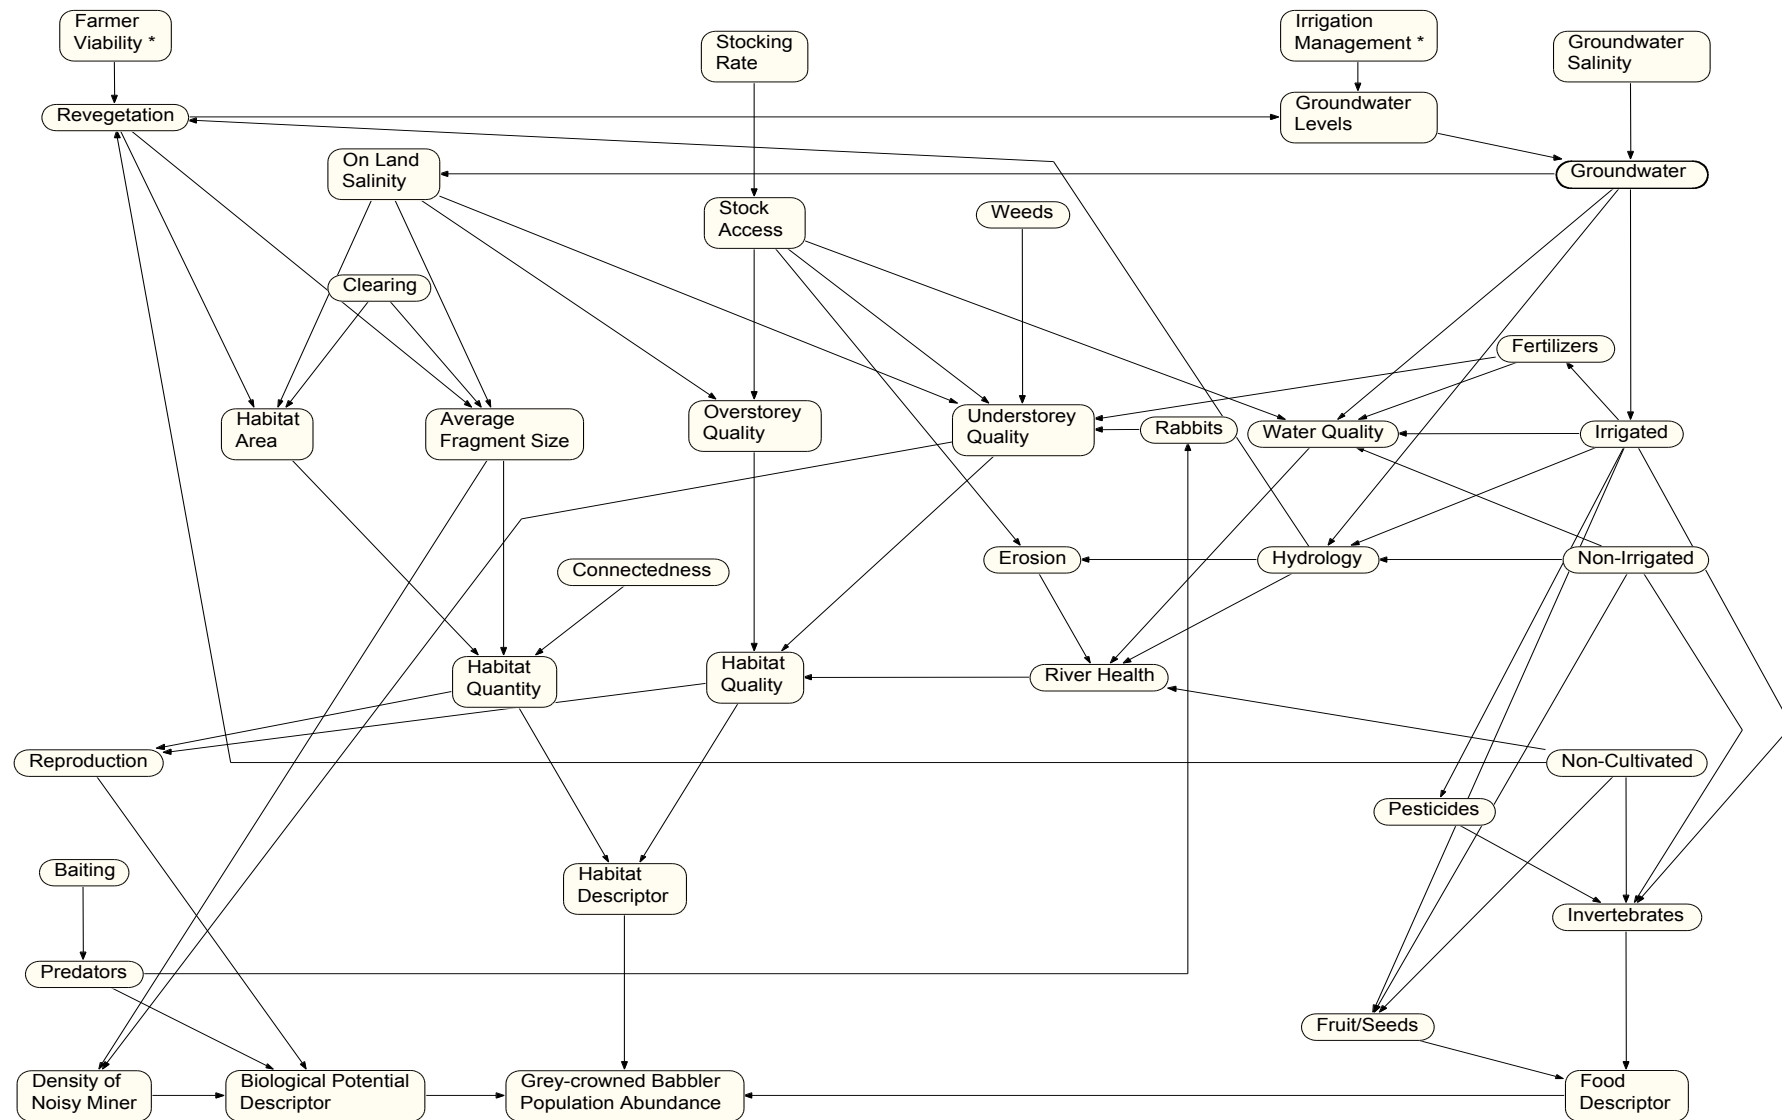 Farmer
Viability *
Stocking
Rate
Irrigation
Management *
Groundwater
Salinity
Revegetation
Groundwater
Levels
On Land
Salinity
Groundwater
Stock
Access
Weeds
Clearing
Fertilizers
Habitat
Area
Average
Fragment Size
Overstorey
Quality
Understorey
Quality
Rabbits
Water Quality
Irrigated
Connectedness
Erosion
Hydrology
Non-Irrigated
Habitat
Quantity
Habitat
Quality
River Health
Reproduction
Non-Cultivated
Pesticides
Baiting
Habitat
Descriptor
Invertebrates
Predators
Fruit/Seeds
Density of
Noisy Miner
Biological Potential
Descriptor
Grey-crowned Babbler
Population Abundance
Food
Descriptor